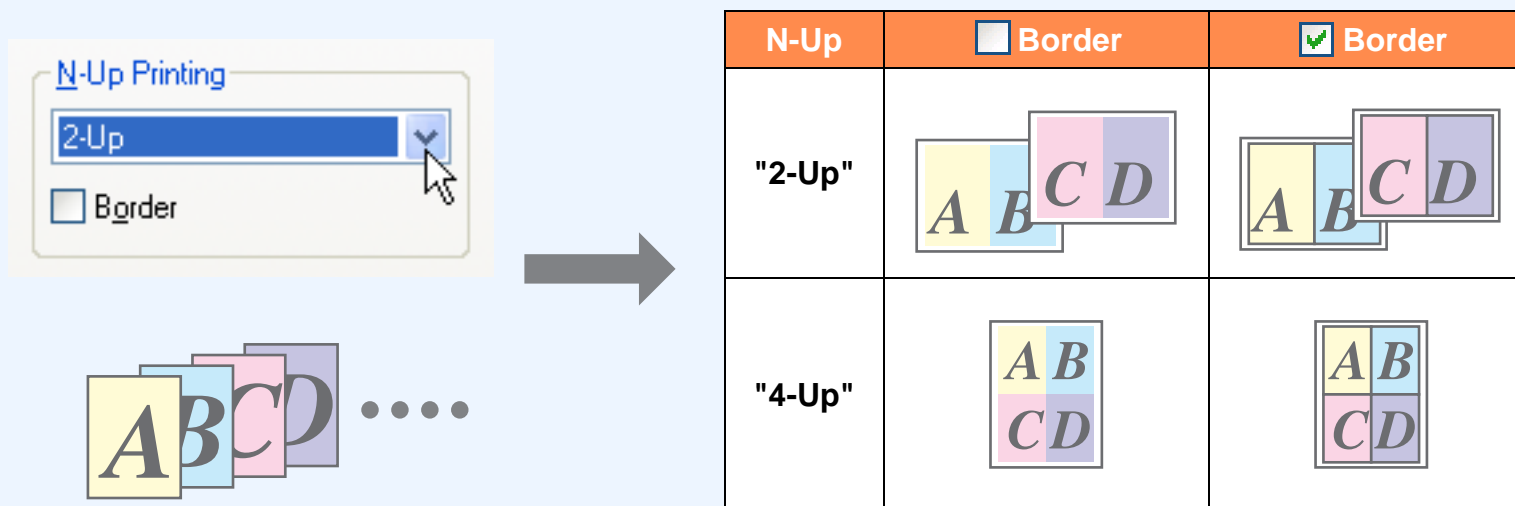 N-Up Printing
2-Up
Border
A B C D
N-Up Border Border
"2-Up" A B C D A B C D
"4-Up" A B A B
C D C D